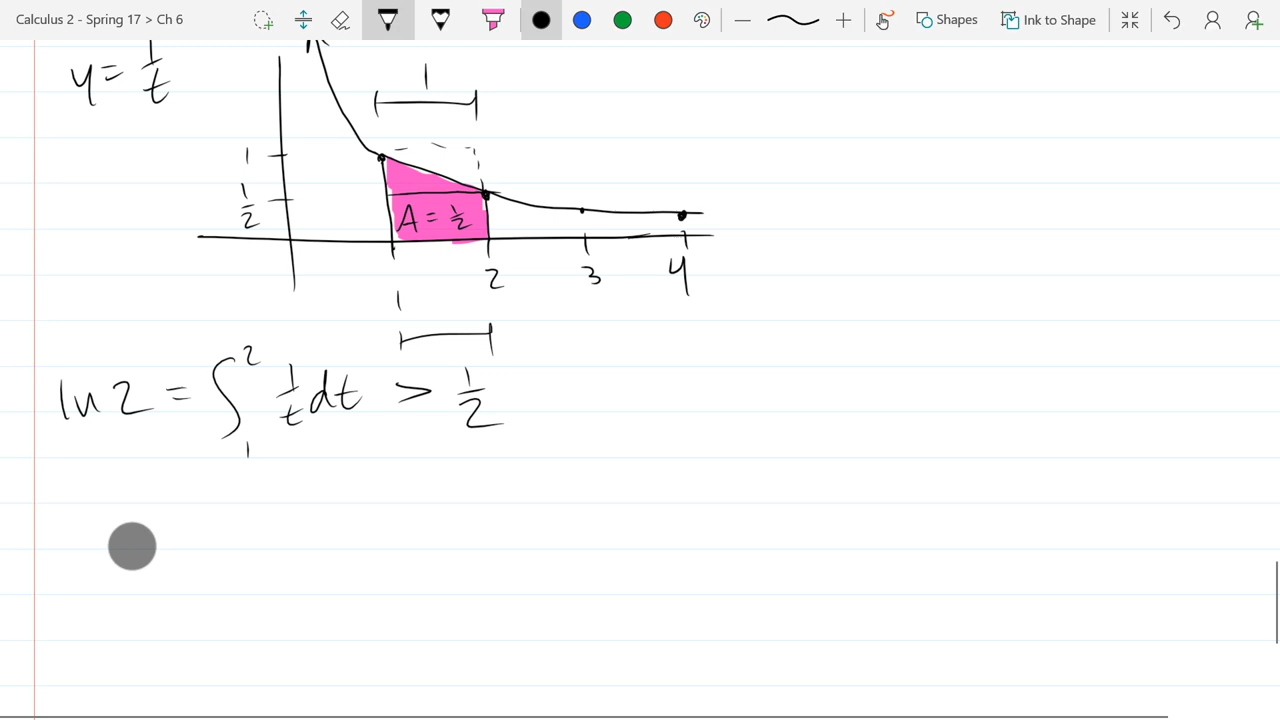 Calculus 2 - Spring 17 > Ch 6
Shapes
Ink to Shape
y = 1/t
1
1
1/2
A = 1/2
1
2
3
4
ln 2 = ∫₁² 1/t dt > 1/2